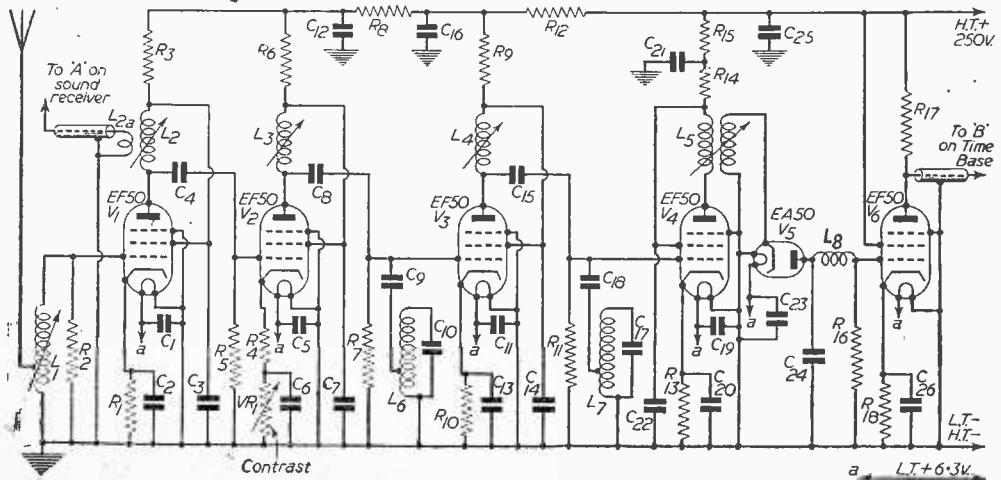 C12
R8
C16
R12
R15
C25
H.T.+
250V.
R3
R6
R9
C21
R14
R17
To 'A' on
sound
receiver
L2a
L2
L3
L4
L5
To 'B'
on Time
Base
C4
C8
C15
EF50
V1
EF50
V2
EF50
V3
EF50
V4
EA50
V5
L8
EF50
V6
C9
C18
C10
C17
C23
L1
R2
a
C1
R5
R4
a
C5
R7
a
C11
R11
a
C19
a
C24
R16
a
R1
C2
C3
VR1
C6
C7
L6
R10
C13
C14
L7
C22
R13
C20
R18
C26
Contrast
L.T.-
H.T.-
a L.T.+6·3v.